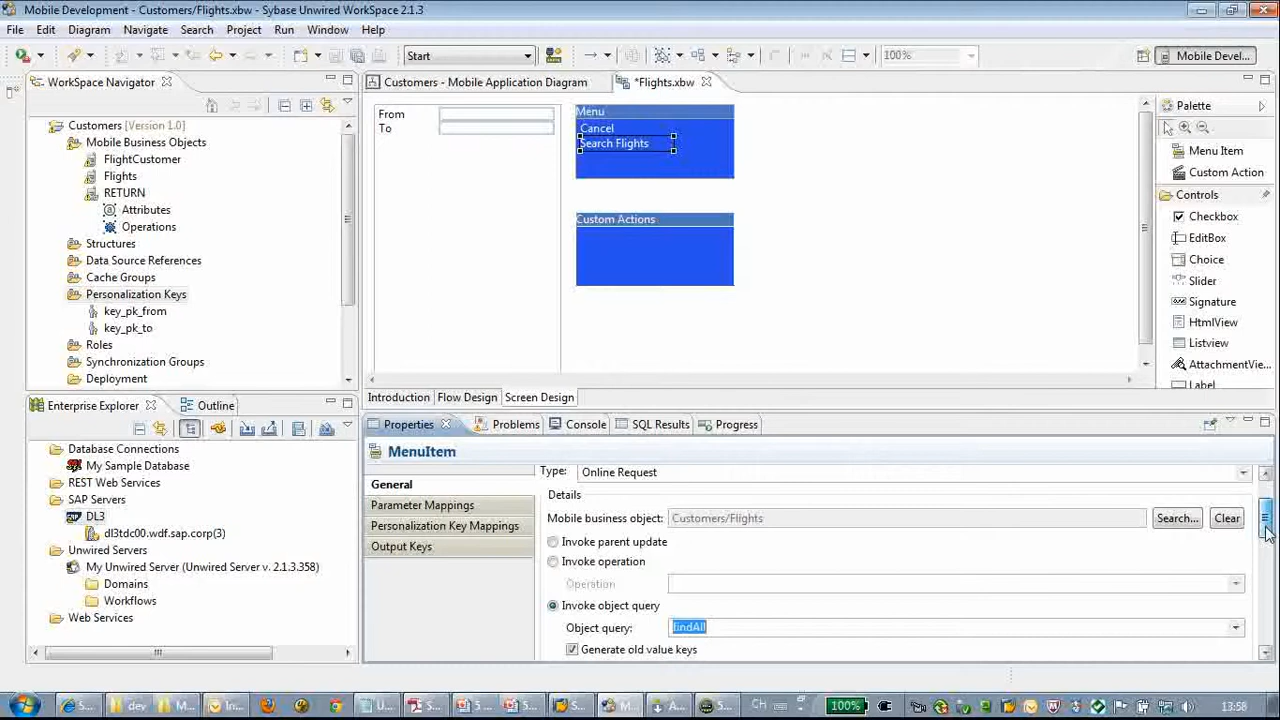 Mobile Development - Customers/Flights.xbw - Sybase Unwired WorkSpace 2.1.3
File Edit Diagram Navigate Search Project Run Window Help
Start
100%
Mobile Devel...
WorkSpace Navigator
Customers - Mobile Application Diagram
*Flights.xbw
Customers [Version 1.0]
Mobile Business Objects
FlightCustomer
Flights
RETURN
Attributes
Operations
Structures
Data Source References
Cache Groups
Personalization Keys
key_pk_from
key_pk_to
Roles
Synchronization Groups
Deployment
From
To
Menu
Cancel
Search Flights
Custom Actions
Palette
Menu Item
Custom Action
Controls
Checkbox
EditBox
Choice
Slider
Signature
HtmlView
Listview
AttachmentVie...
Label
Introduction Flow Design Screen Design
Enterprise Explorer Outline
Database Connections
My Sample Database
REST Web Services
SAP Servers
DL3
dl3tdc00.wdf.sap.corp(3)
Unwired Servers
My Unwired Server (Unwired Server v. 2.1.3.358)
Domains
Workflows
Web Services
Properties Problems Console SQL Results Progress
MenuItem
General
Parameter Mappings
Personalization Key Mappings
Output Keys
Type: Online Request
Details
Mobile business object: Customers/Flights Search... Clear
Invoke parent update
Invoke operation
Operation
Invoke object query
Object query: findAll
Generate old value keys
S... dev M... In... U... S... S... S... M... A... S... CH 100% 13:58